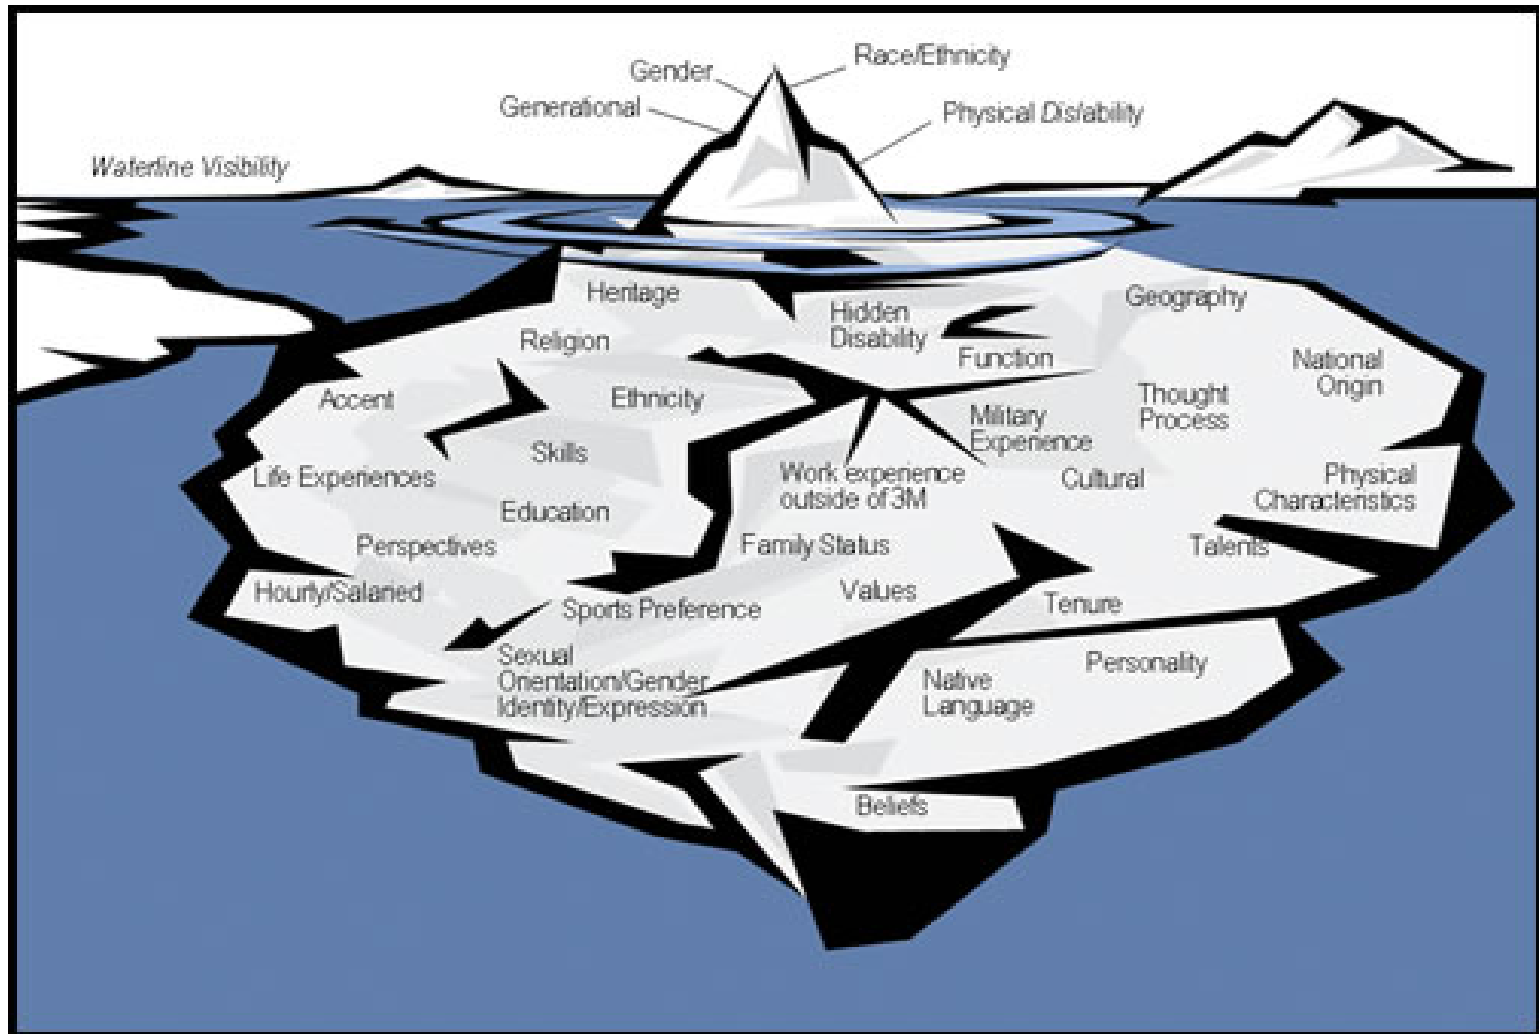 Race/Ethnicity
Gender
Generational
Physical Dis/ability
Waterline Visibility
Heritage
Geography
Hidden
Disability
Religion
Function
National
Origin
Accent
Ethnicity
Thought
Process
Military
Experience
Skills
Life Experiences
Work experience
outside of 3M
Cultural
Physical
Characteristics
Education
Perspectives
Family Status
Talents
Hourly/Salaried
Values
Sports Preference
Tenure
Sexual
Orientation/Gender
Identity/Expression
Personality
Native
Language
Beliefs